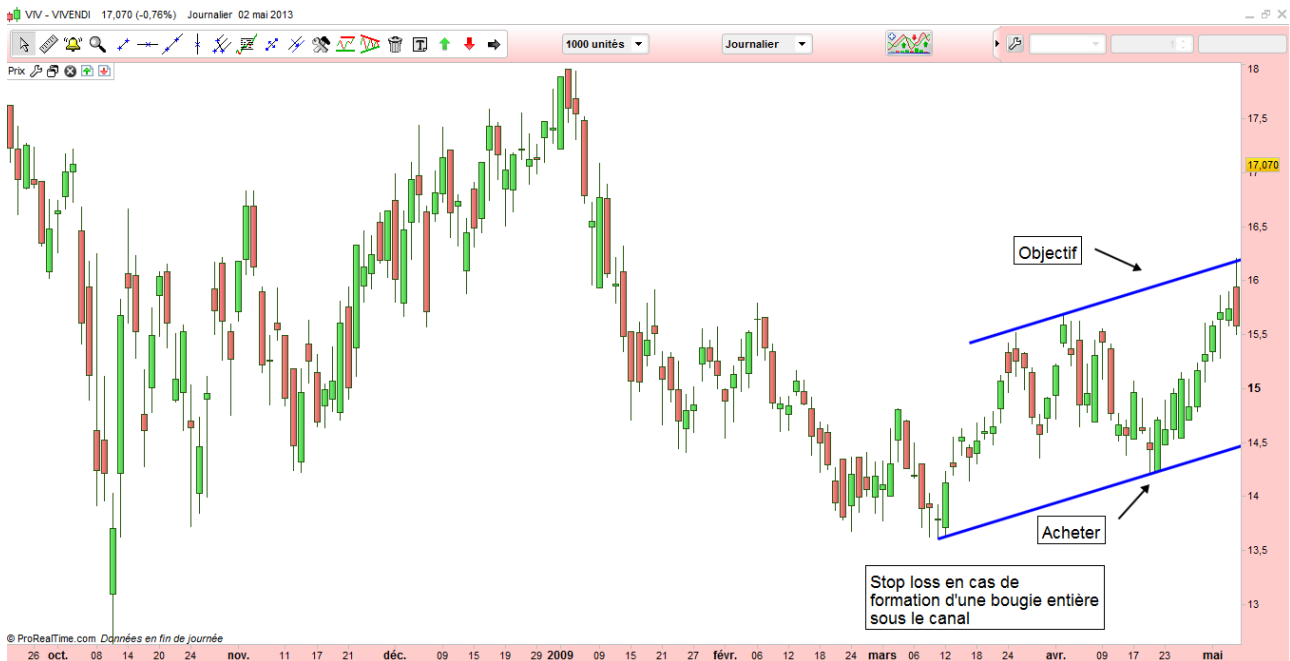 VIV - VIVENDI 17,070 (-0,76%) Journalier 02 mai 2013
1000 unités
Journalier
1
Prix
18
17,5
17,070
17
16,5
16
15,5
15
14,5
14
13,5
13
Objectif
Acheter
Stop loss en cas de
formation d'une bougie entière
sous le canal
© ProRealTime.com Données en fin de journée
26 oct. 08 14 20 24 nov. 11 17 21 déc. 09 15 19 29 2009 09 15 21 27 févr. 06 12 18 24 mars 06 12 18 24 avr. 09 17 23 mai